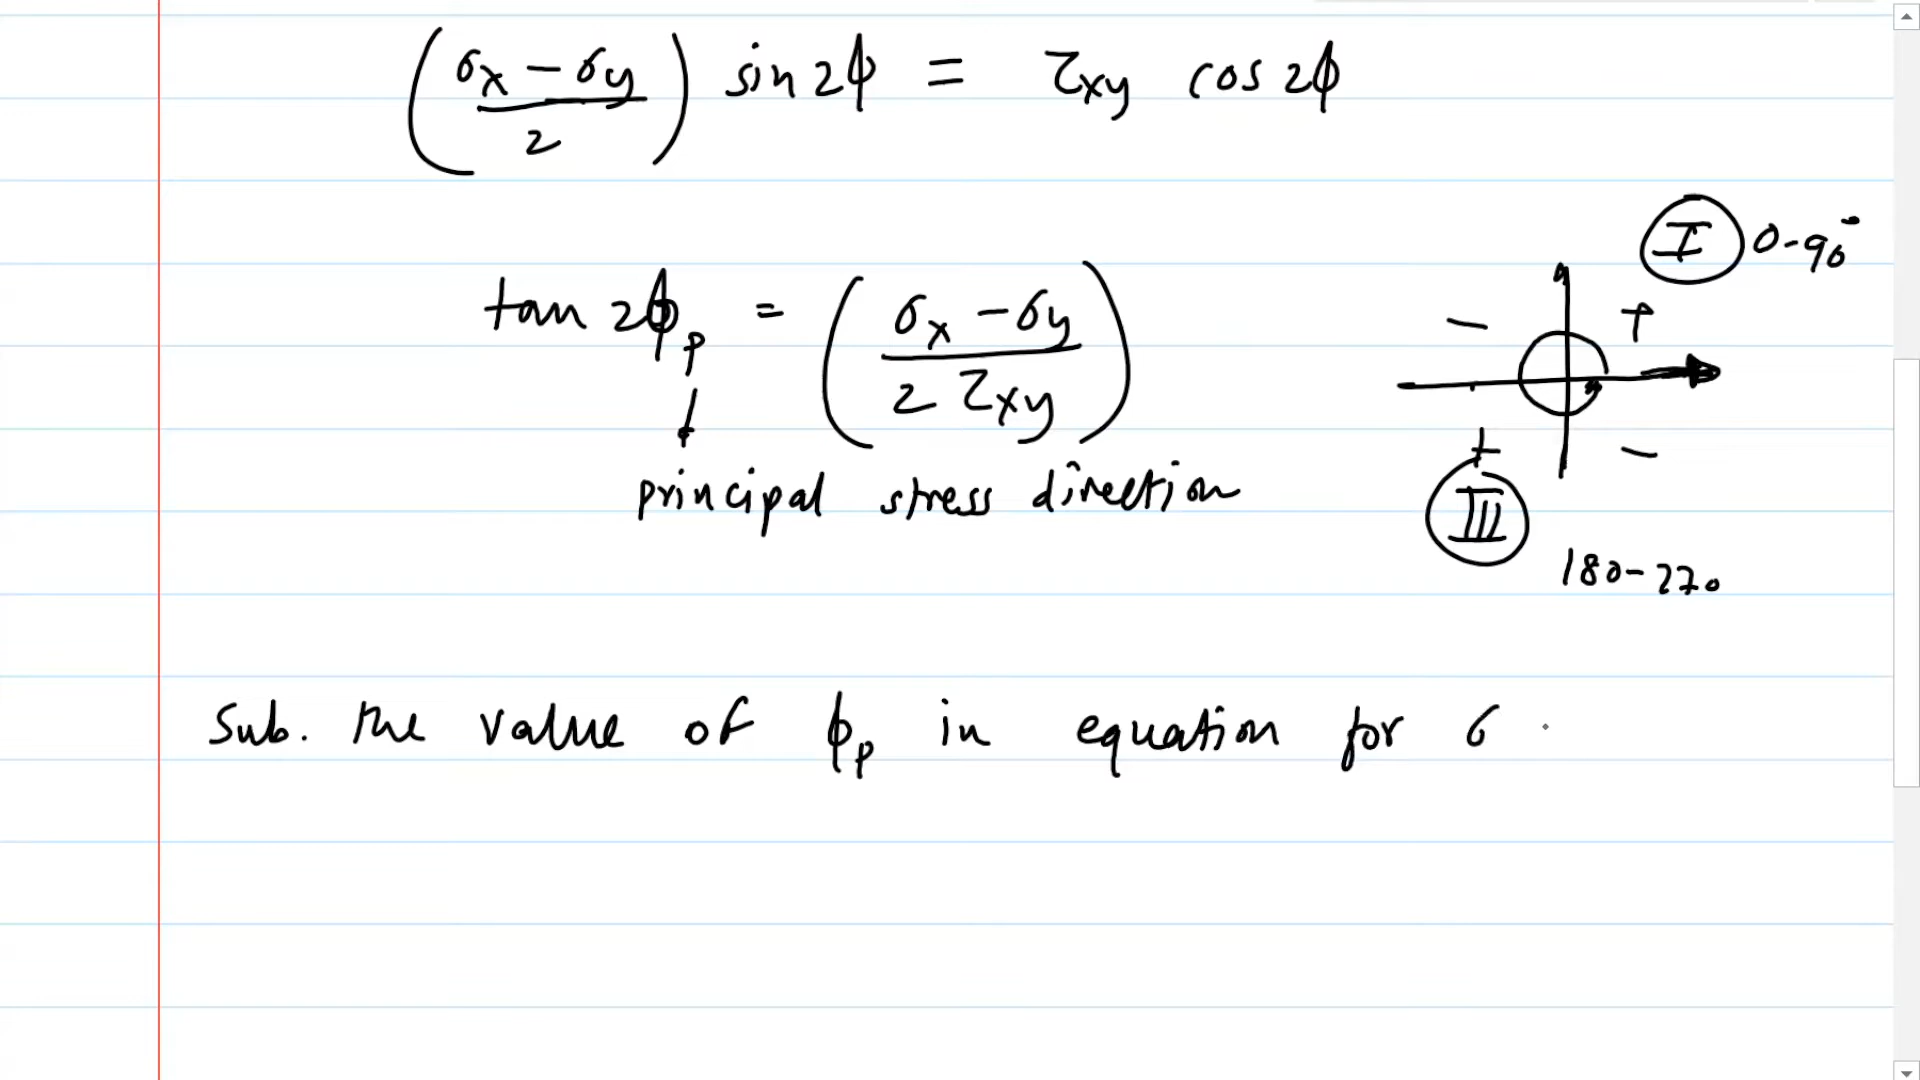 (σx - σy / 2) sin 2ϕ = τxy cos 2ϕ
I 0-90°
tan 2ϕp = (σx - σy / 2 τxy)
- +
+ -
principal stress direction
III
180-270
Sub. the value of ϕp in equation for σ